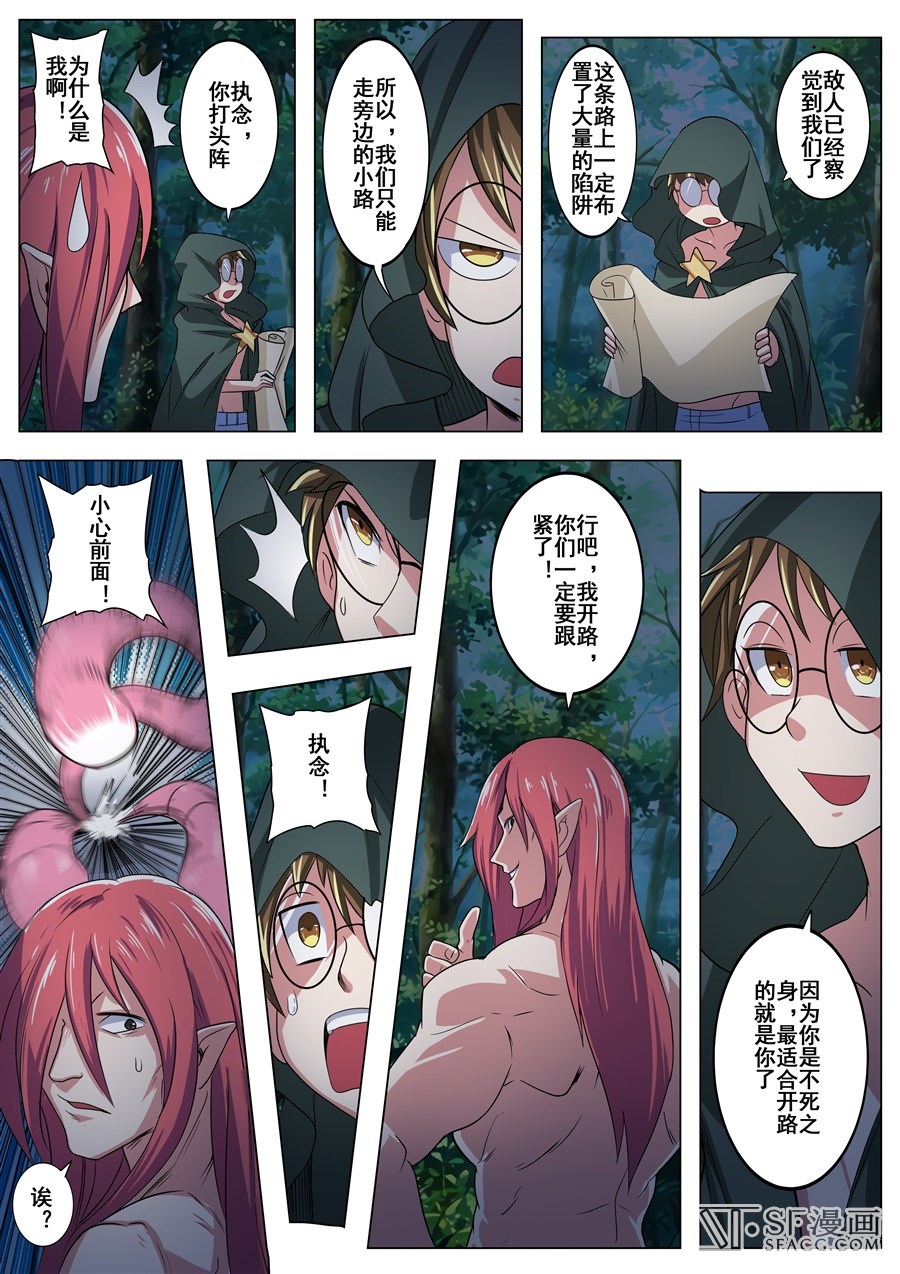 敌人已经察
觉到我们了
这条路上一定布
置了大量的陷阱
所以，我们只能
走旁边的小路
执念，
你打头阵
为什么是
我啊！
因为你是不死之
身，最适合开路
的就是你了
行吧，我开路，
你们一定要跟
紧了！
执念！
小心前面！
诶？
SF漫画
SFACG.COM